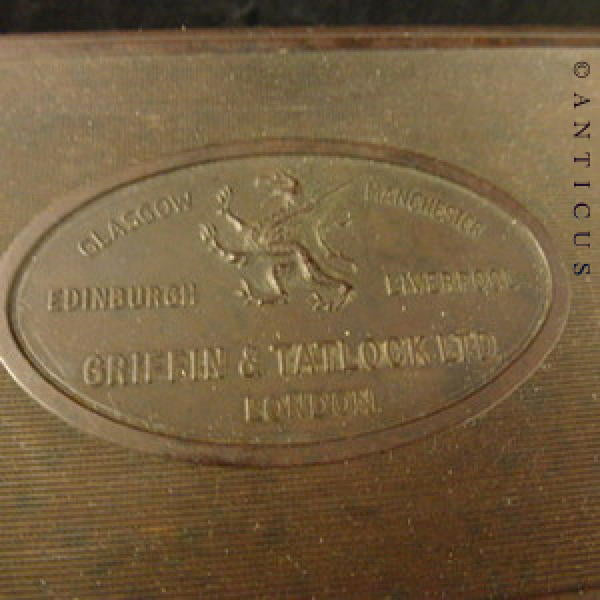 GLASGOW MANCHESTER
EDINBURGH LIVERPOOL
GRIFFIN & TATLOCK LTD.
LONDON.
© ANTICUS